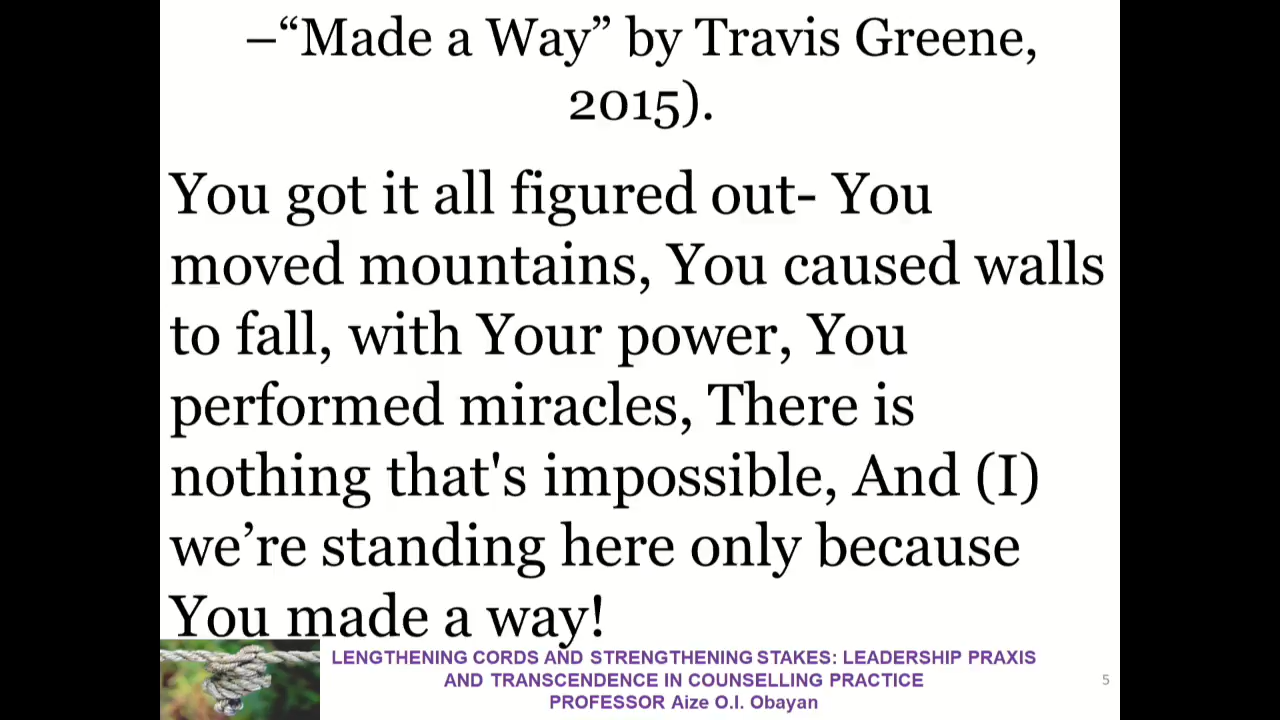 –“Made a Way” by Travis Greene,
2015).
You got it all figured out- You
moved mountains, You caused walls
to fall, with Your power, You
performed miracles, There is
nothing that's impossible, And (I)
we’re standing here only because
You made a way!
LENGTHENING CORDS AND STRENGTHENING STAKES: LEADERSHIP PRAXIS
AND TRANSCENDENCE IN COUNSELLING PRACTICE
PROFESSOR Aize O.I. Obayan
5